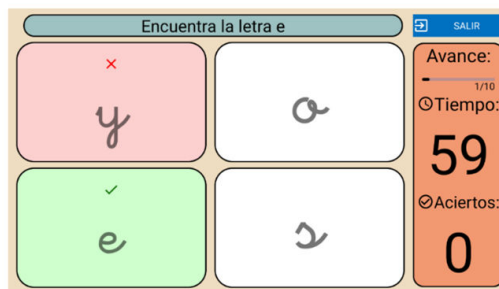 Encuentra la letra e
SALIR
y
o
e
s
Avance:
1/10
Tiempo:
59
Aciertos:
0